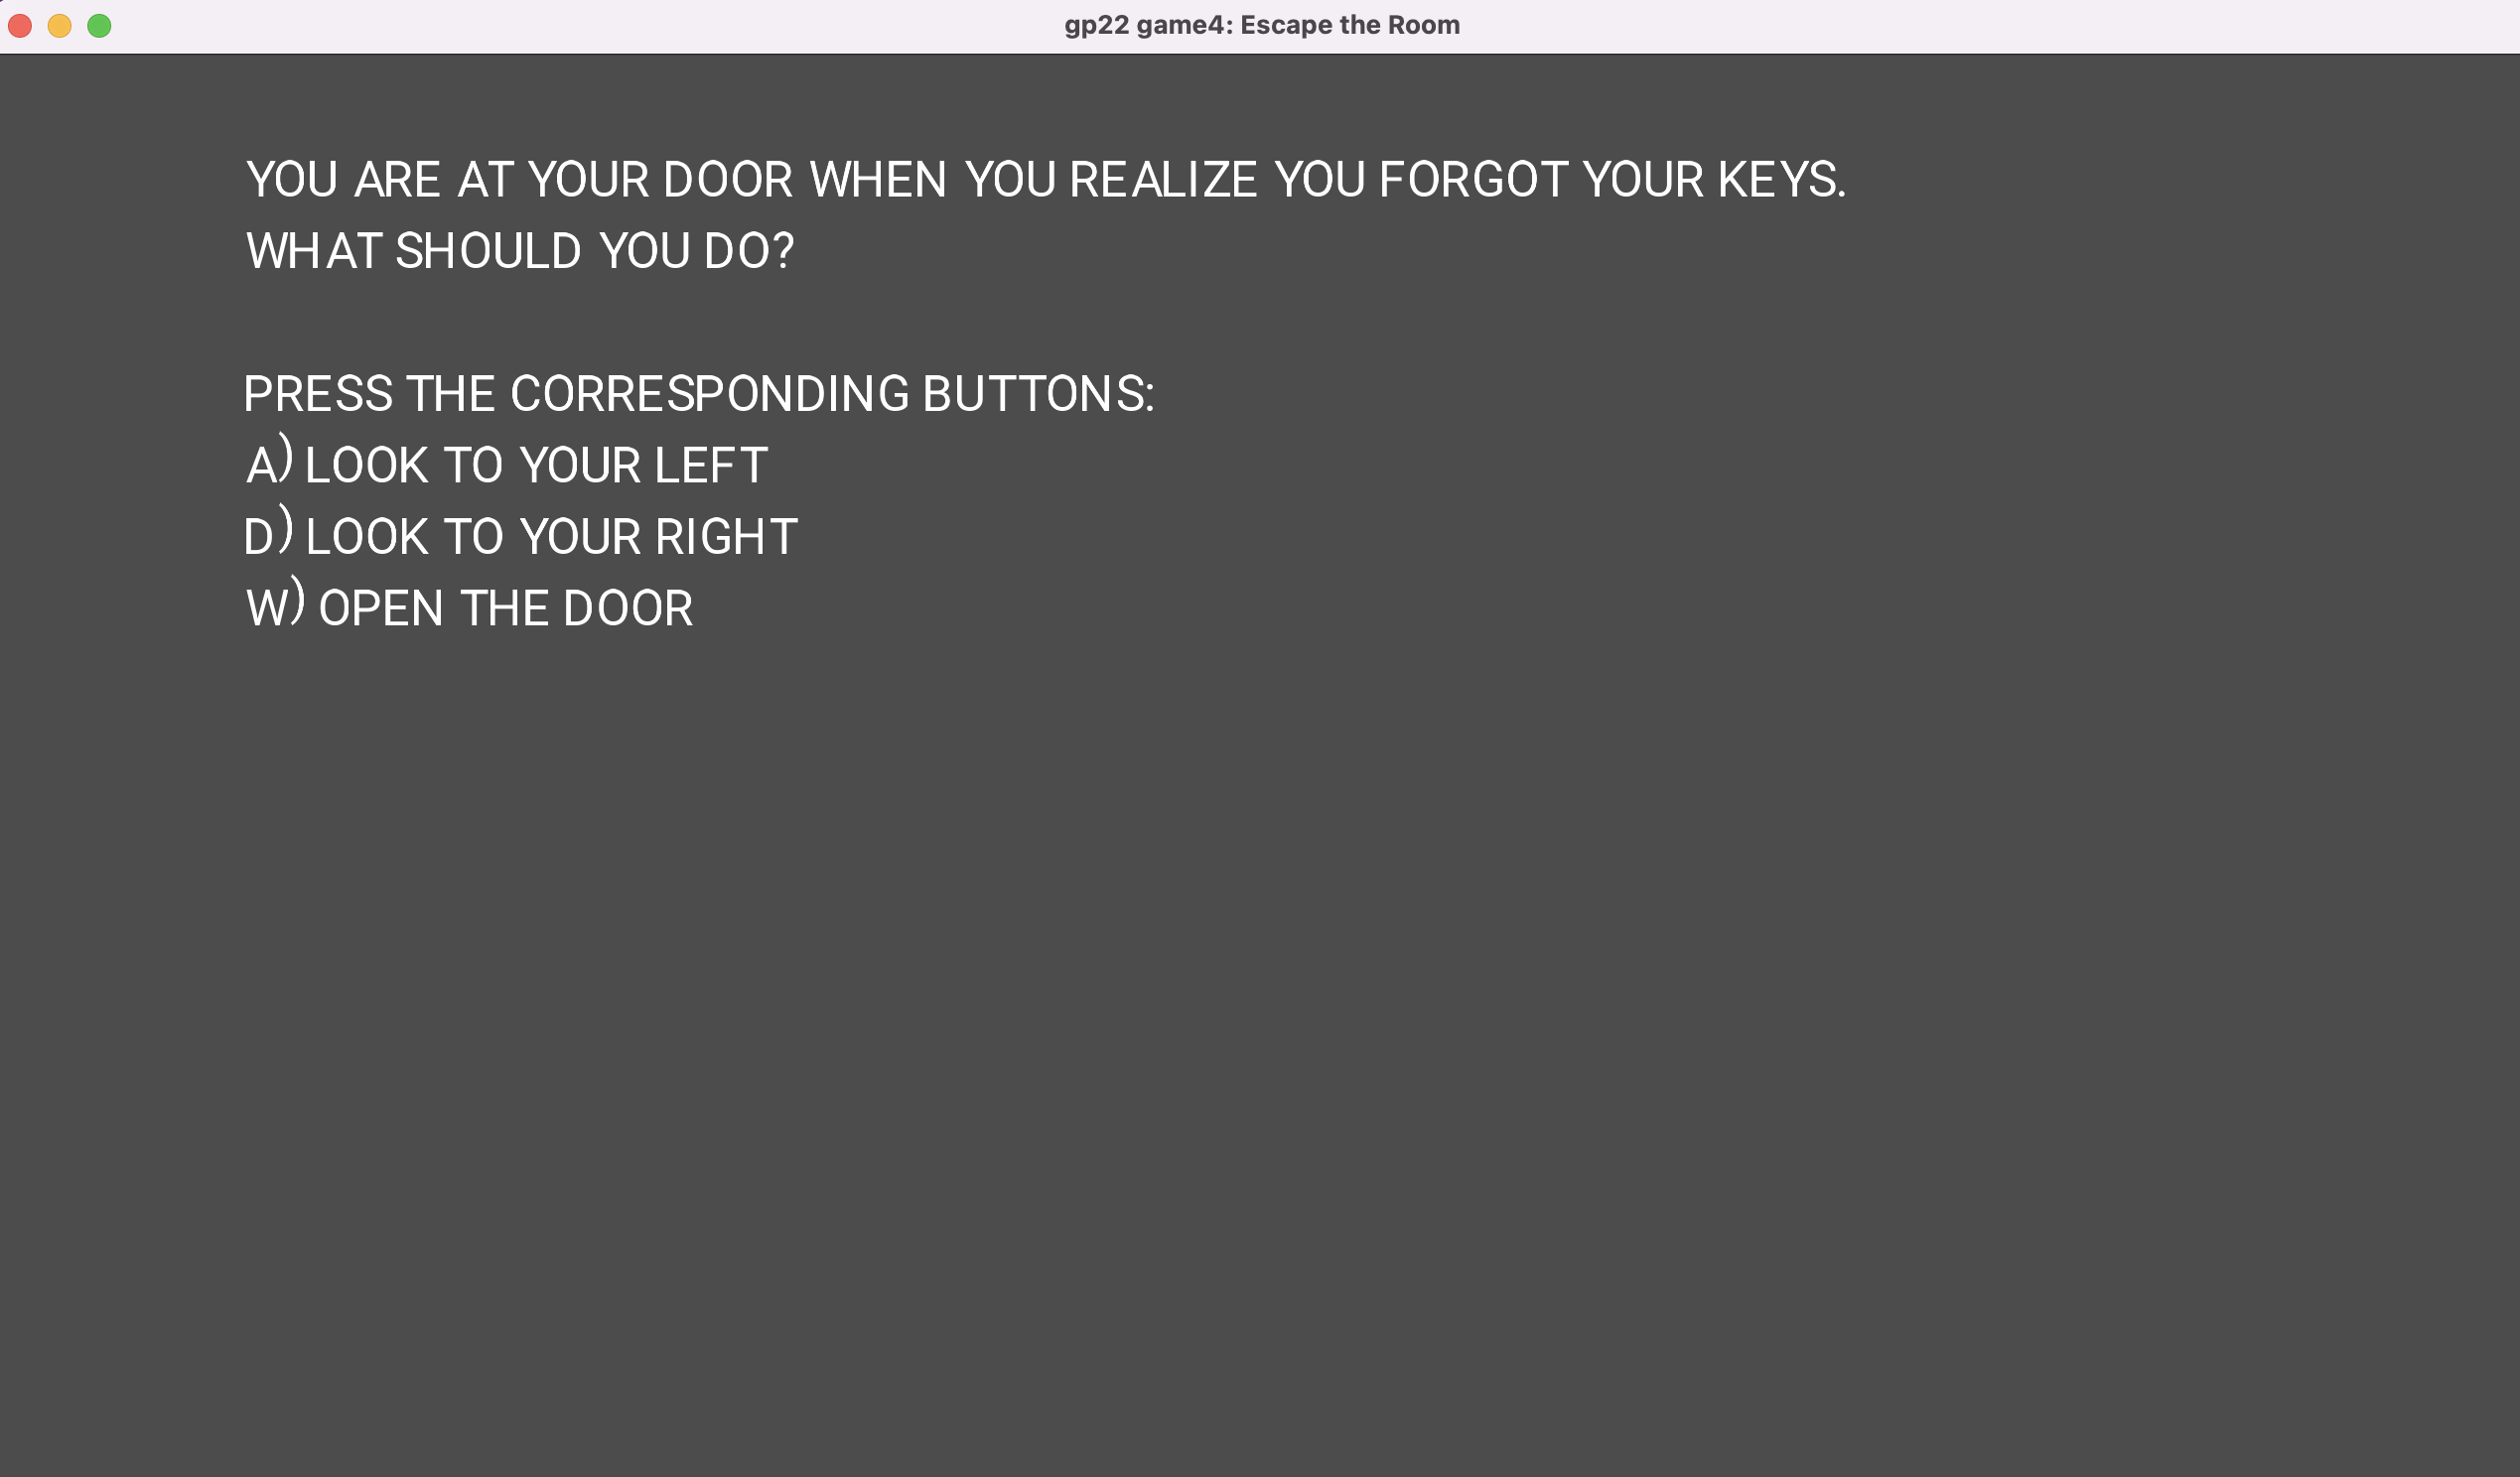 gp22 game4: Escape the Room
YOU ARE AT YOUR DOOR WHEN YOU REALIZE YOU FORGOT YOUR KEYS.
WHAT SHOULD YOU DO?
PRESS THE CORRESPONDING BUTTONS:
A) LOOK TO YOUR LEFT
D) LOOK TO YOUR RIGHT
W) OPEN THE DOOR